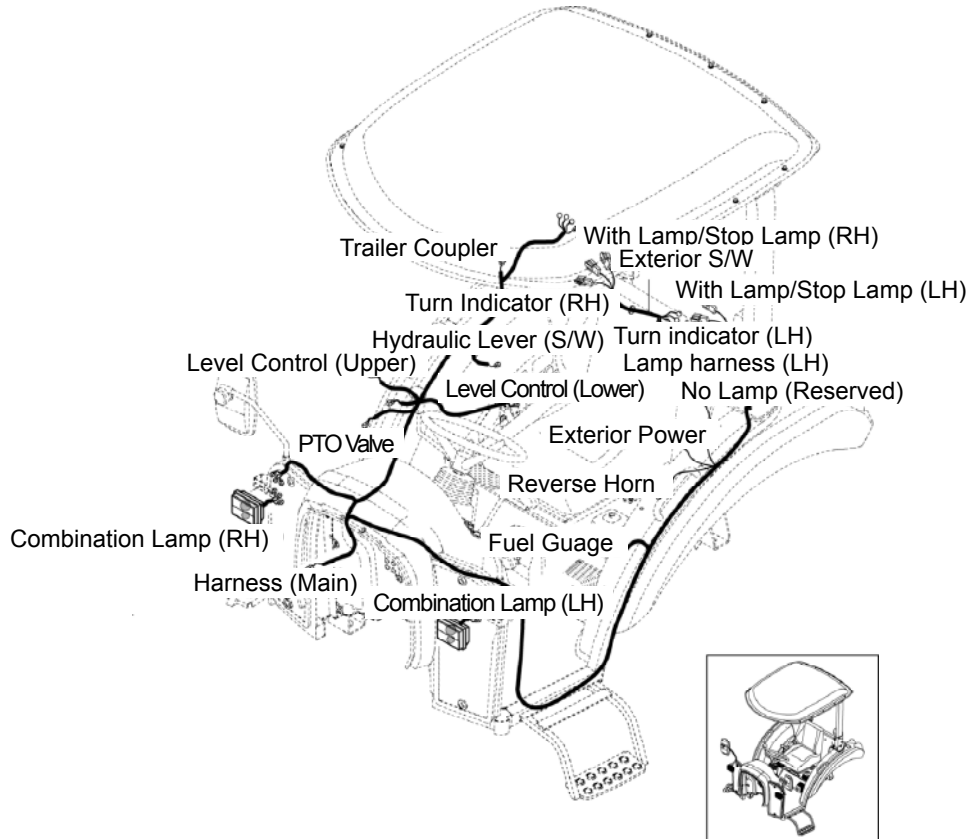 With Lamp/Stop Lamp (RH)
Trailer Coupler
Exterior S/W
With Lamp/Stop Lamp (LH)
Turn Indicator (RH)
Turn indicator (LH)
Hydraulic Lever (S/W)
Level Control (Upper)
Lamp harness (LH)
Level Control (Lower)
No Lamp (Reserved)
PTO Valve
Exterior Power
Reverse Horn
Combination Lamp (RH)
Fuel Guage
Harness (Main)
Combination Lamp (LH)